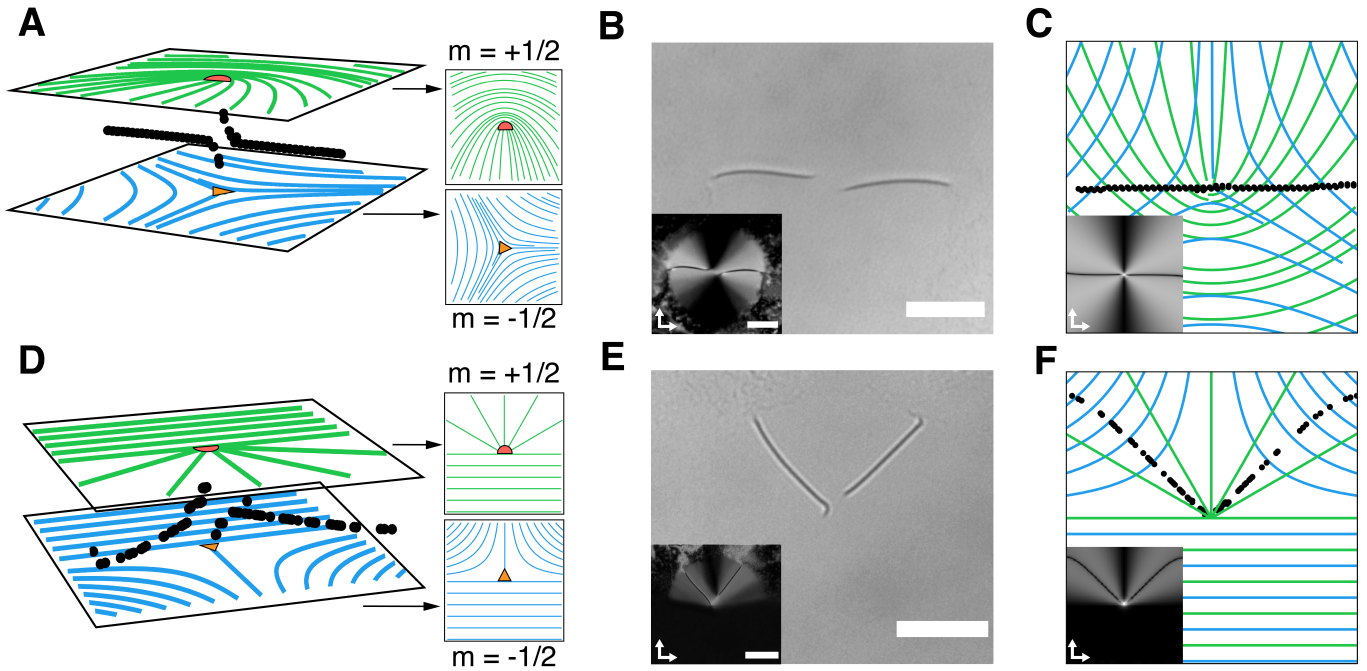 A
m = +1/2
m = -1/2
B
C
D
m = +1/2
m = -1/2
E
F